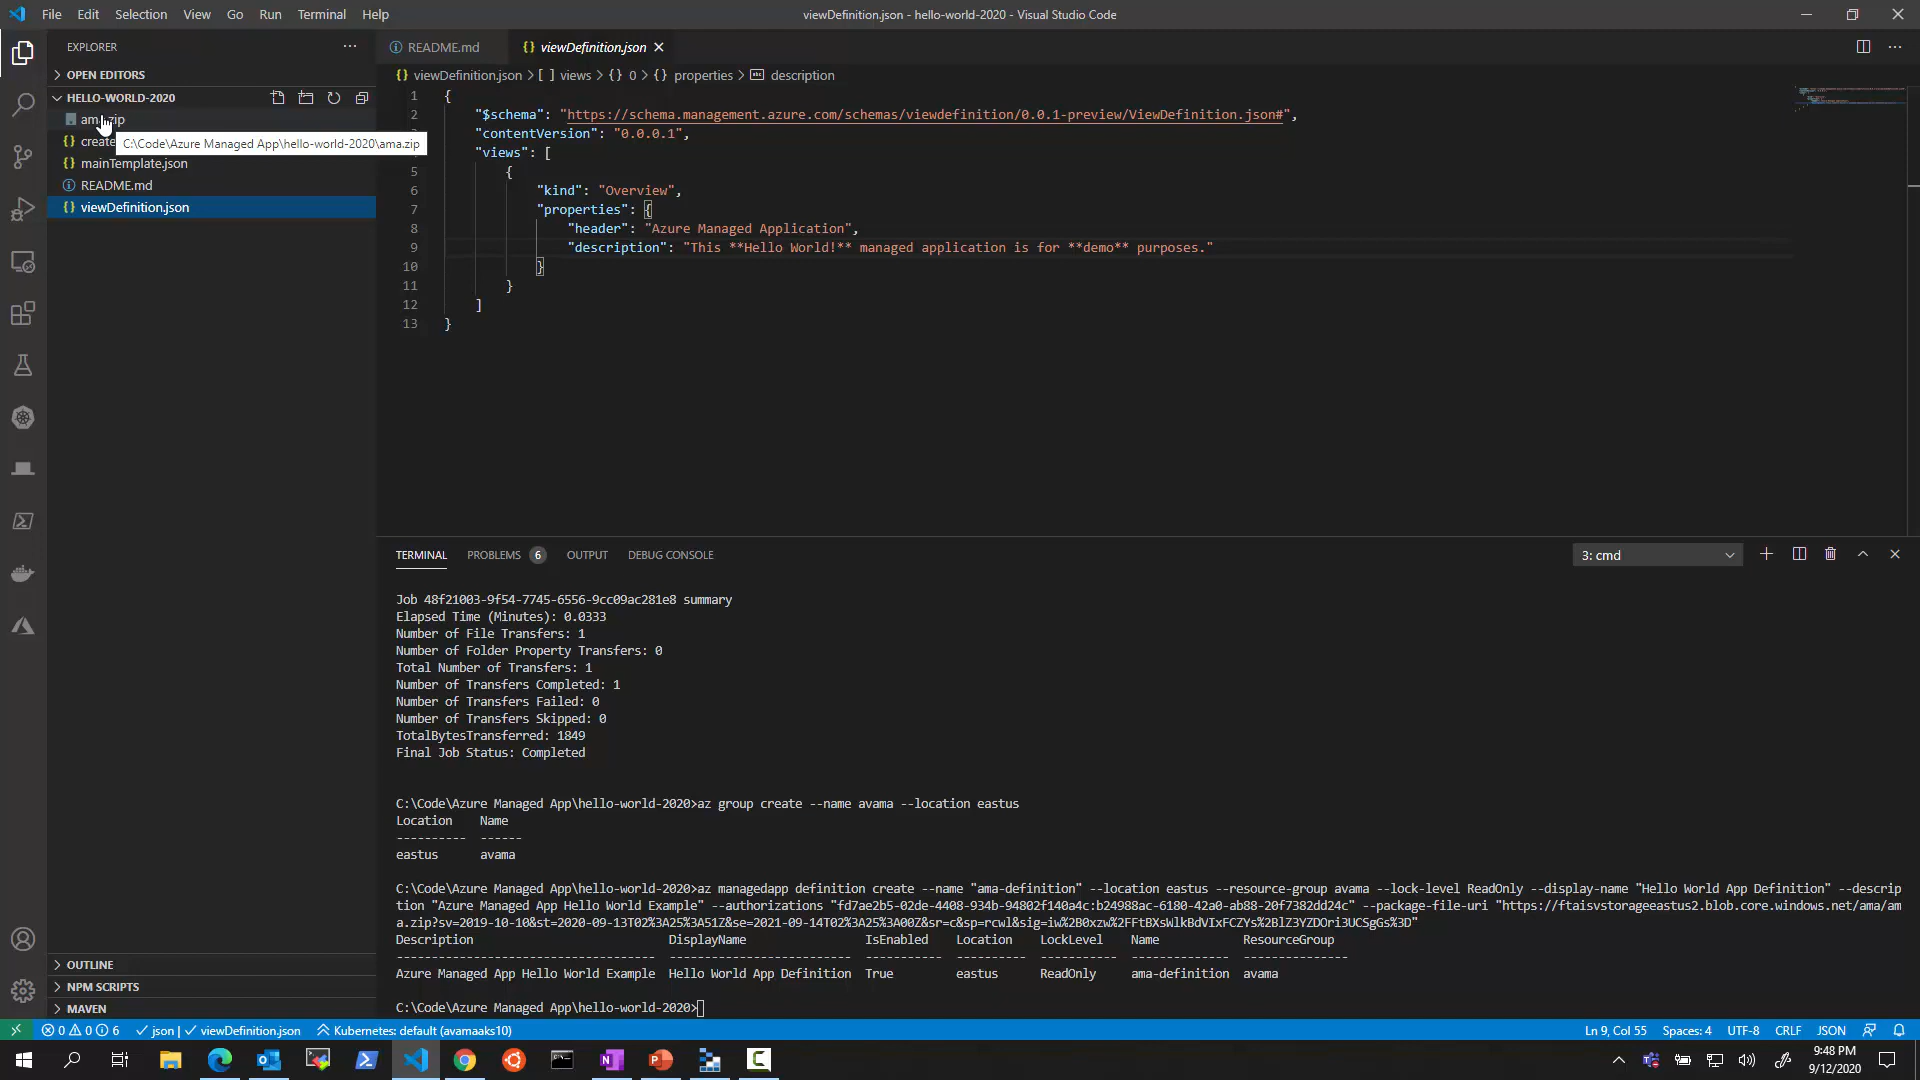 File Edit Selection View Go Run Terminal Help
viewDefinition.json - hello-world-2020 - Visual Studio Code
EXPLORER
OPEN EDITORS
HELLO-WORLD-2020
C:\Code\Azure Managed App\hello-world-2020\ama.zip
create
mainTemplate.json
README.md
viewDefinition.json
OUTLINE
NPM SCRIPTS
MAVEN
README.md
viewDefinition.json
viewDefinition.json > [ ] views > {} 0 > {} properties > abc description
1 {
2 "$schema": "https://schema.management.azure.com/schemas/viewdefinition/0.0.1-preview/ViewDefinition.json#",
"contentVersion": "0.0.0.1",
"views": [
5 {
6 "kind": "Overview",
7 "properties": {
8 "header": "Azure Managed Application",
9 "description": "This **Hello World!** managed application is for **demo** purposes."
10 }
11 }
12 ]
13 }
TERMINAL PROBLEMS 6 OUTPUT DEBUG CONSOLE
3: cmd
Job 48f21003-9f54-7745-6556-9cc09ac281e8 summary
Elapsed Time (Minutes): 0.0333
Number of File Transfers: 1
Number of Folder Property Transfers: 0
Total Number of Transfers: 1
Number of Transfers Completed: 1
Number of Transfers Failed: 0
Number of Transfers Skipped: 0
TotalBytesTransferred: 1849
Final Job Status: Completed
C:\Code\Azure Managed App\hello-world-2020>az group create --name avama --location eastus
Location Name
---------- ------
eastus avama
C:\Code\Azure Managed App\hello-world-2020>az managedapp definition create --name "ama-definition" --location eastus --resource-group avama --lock-level ReadOnly --display-name "Hello World App Definition" --descrip
tion "Azure Managed App Hello World Example" --authorizations "fd7ae2b5-02de-4408-934b-94802f140a4c:b24988ac-6180-42a0-ab88-20f7382dd24c" --package-file-uri "https://ftaisvstorageeastus2.blob.core.windows.net/ama/am
a.zip?sv=2019-10-10&st=2020-09-13T02%3A25%3A51Z&se=2021-09-14T02%3A25%3A00Z&sr=c&sp=rcwl&sig=iw%2B0xzw%2FFtBXsWlkBdVIxFCZYs%2BlZ3YZDOri3UCSgGs%3D"
Description DisplayName IsEnabled Location LockLevel Name ResourceGroup
------------------------------------- -------------------------- ----------- ---------- ----------- -------------- ---------------
Azure Managed App Hello World Example Hello World App Definition True eastus ReadOnly ama-definition avama
C:\Code\Azure Managed App\hello-world-2020>
0 0 6 json | viewDefinition.json Kubernetes: default (avamaaks10)
Ln 9, Col 55 Spaces: 4 UTF-8 CRLF JSON
9:48 PM
9/12/2020